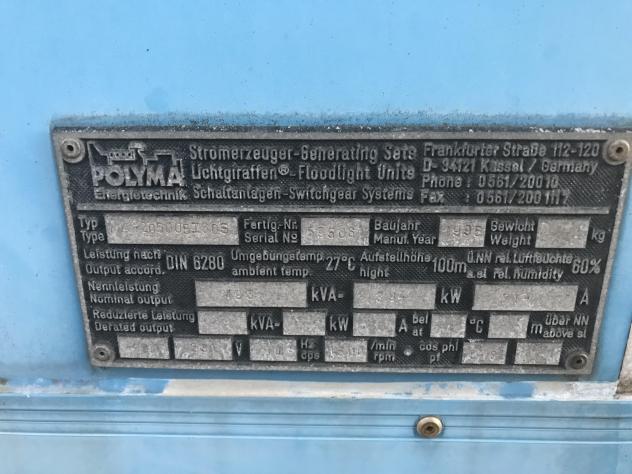 POLYMA
Energietechnik
Stromerzeuger-Generating Sets
Lichtgiraffen®-Floodlight Units
Schaltanlagen-Switchgear Systems
Frankfurter Straße 112-120
D-34121 Kassel / Germany
Phone : 0561/20010
Fax : 0561/2001117
Typ Fertig-Nr. Baujahr Gewicht
Type Serial Nº Manuf. Year Weight kg
Leistung nach DIN 6280 Umgebungstemp. 27°C Aufstellhöhe 100m ü.NN rel. Luftfeuchte 60%
Output accord. ambient temp. hight a.sl rel. humidity
Nennleistung kVA= kW A
Nominal output
Reduzierte Leistung kVA= kW A bei °C m über NN
Derated output at above sl
V Hz /min cos phi
cps rpm pf